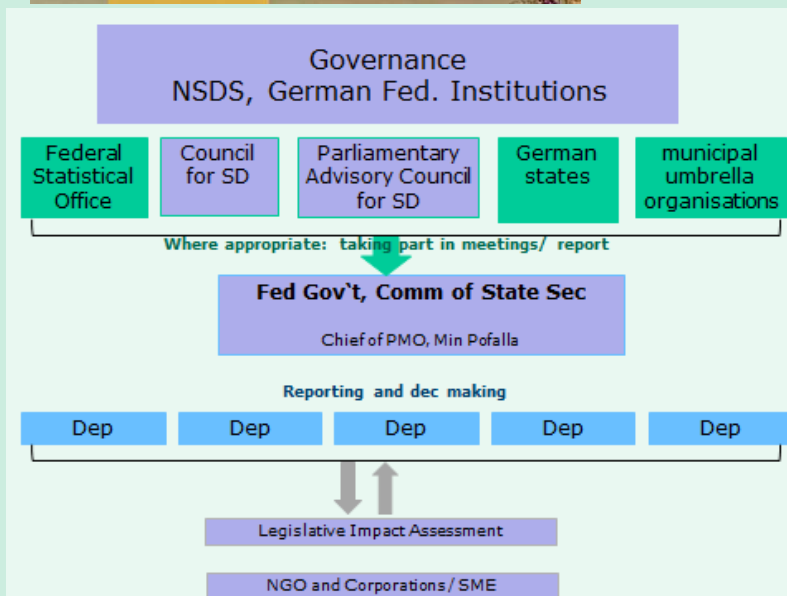 Governance
NSDS, German Fed. Institutions
Federal
Statistical
Office
Council
for SD
Parliamentary
Advisory Council
for SD
German
states
municipal
umbrella
organisations
Where appropriate: taking part in meetings/ report
Fed Gov`t, Comm of State Sec
Chief of PMO, Min Pofalla
Reporting and dec making
Dep Dep Dep Dep Dep
Legislative Impact Assessment
NGO and Corporations / SME